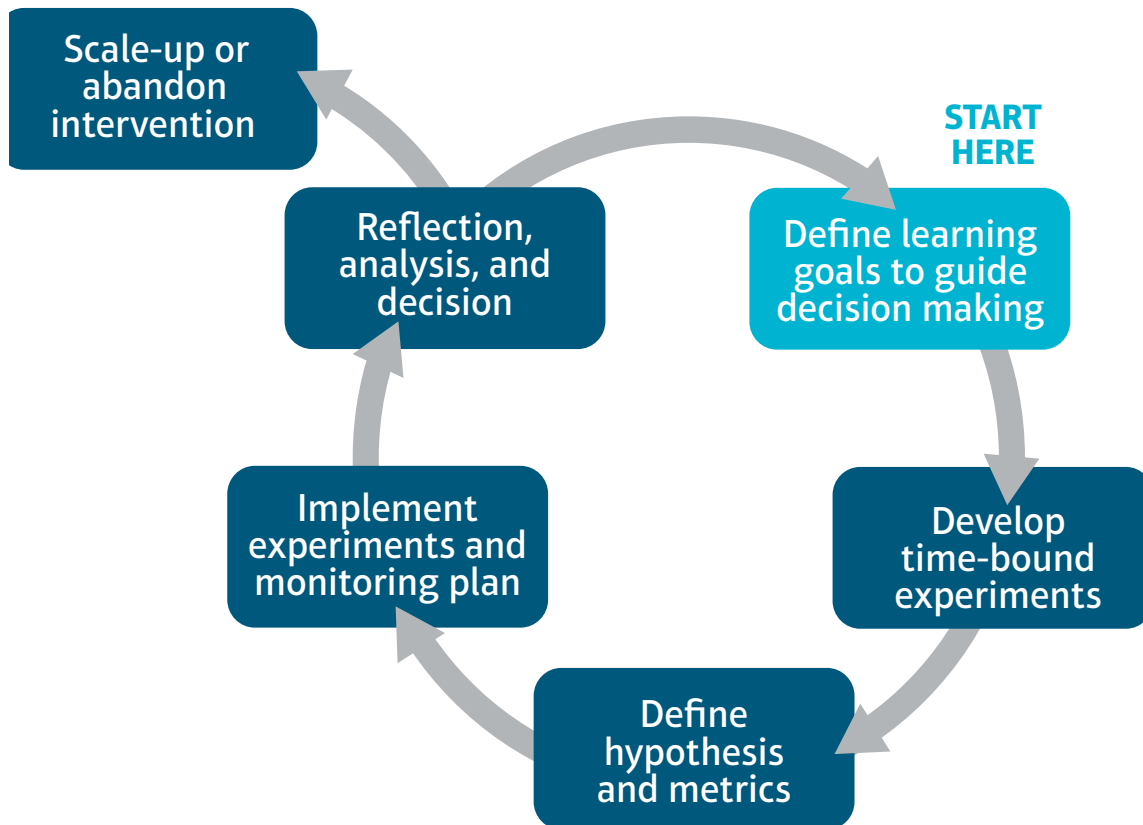 START
HERE
Define learning
goals to guide
decision making
Develop
time-bound
experiments
Define
hypothesis
and metrics
Implement
experiments and
monitoring plan
Reflection,
analysis, and
decision
Scale-up or
abandon
intervention